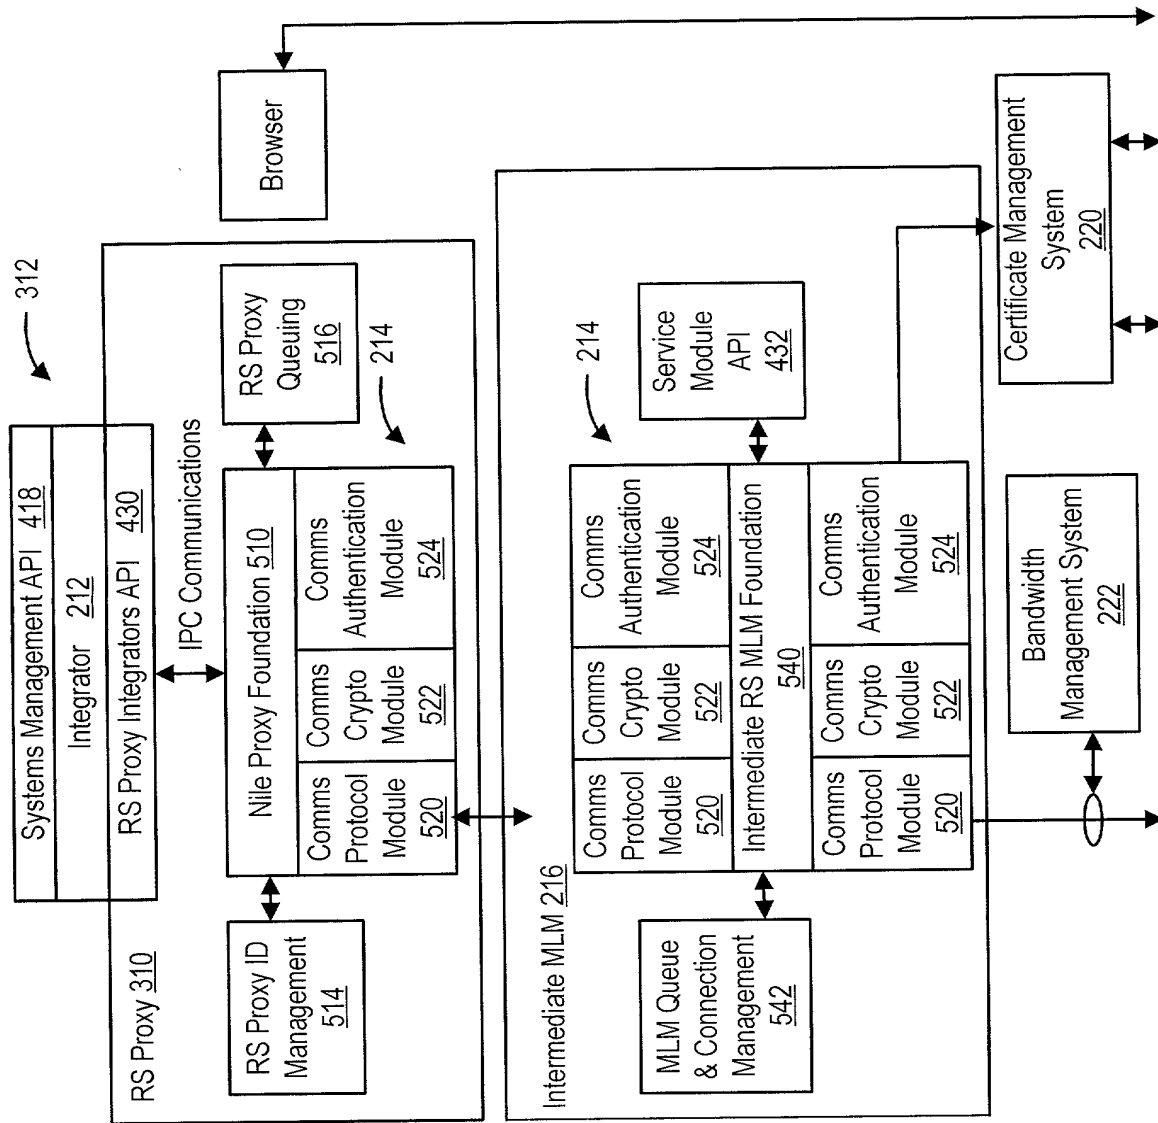 312
Systems Management API 418
Integrator 212
RS Proxy Integrators API 430
RS Proxy 310
IPC Communications
Browser
RS Proxy ID
Management
514
Nile Proxy Foundation 510
Comms
Protocol
Module
520
Comms
Crypto
Module
522
Comms
Authentication
Module
524
RS Proxy
Queuing
516
214
Intermediate MLM 216
214
MLM Queue
& Connection
Management
542
Comms
Protocol
Module
520
Comms
Crypto
Module
522
Comms
Authentication
Module
524
Intermediate RS MLM Foundation
540
Comms
Protocol
Module
520
Comms
Crypto
Module
522
Comms
Authentication
Module
524
Service
Module
API
432
Bandwidth
Management System
222
Certificate Management
System
220